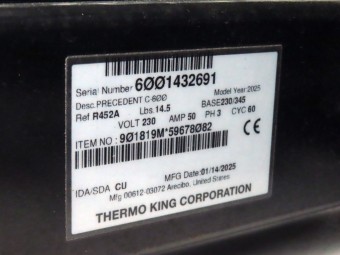 Serial Number 6001432691
Desc. PRECEDENT C-600 Model Year: 2025
Ref R452A Lbs. 14.5 BASE230/345
VOLT 230 AMP 50 PH 3 CYC 60
ITEM NO : 901819M*59678082
CE
IDA/SDA CU MFG Date: 01/14/2025
Mfg 00612-03072 Arecibo, United States
THERMO KING CORPORATION